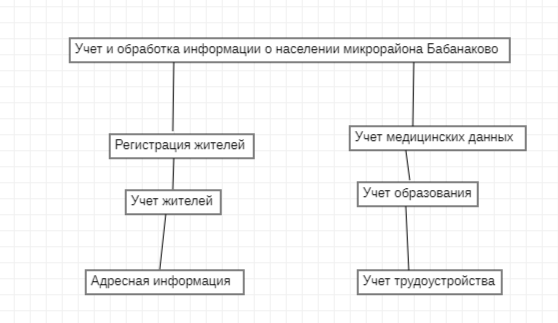 Учет и обработка информации о населении микрорайона Бабанаково
Регистрация жителей
Учет жителей
Адресная информация
Учет медицинских данных
Учет образования
Учет трудоустройства